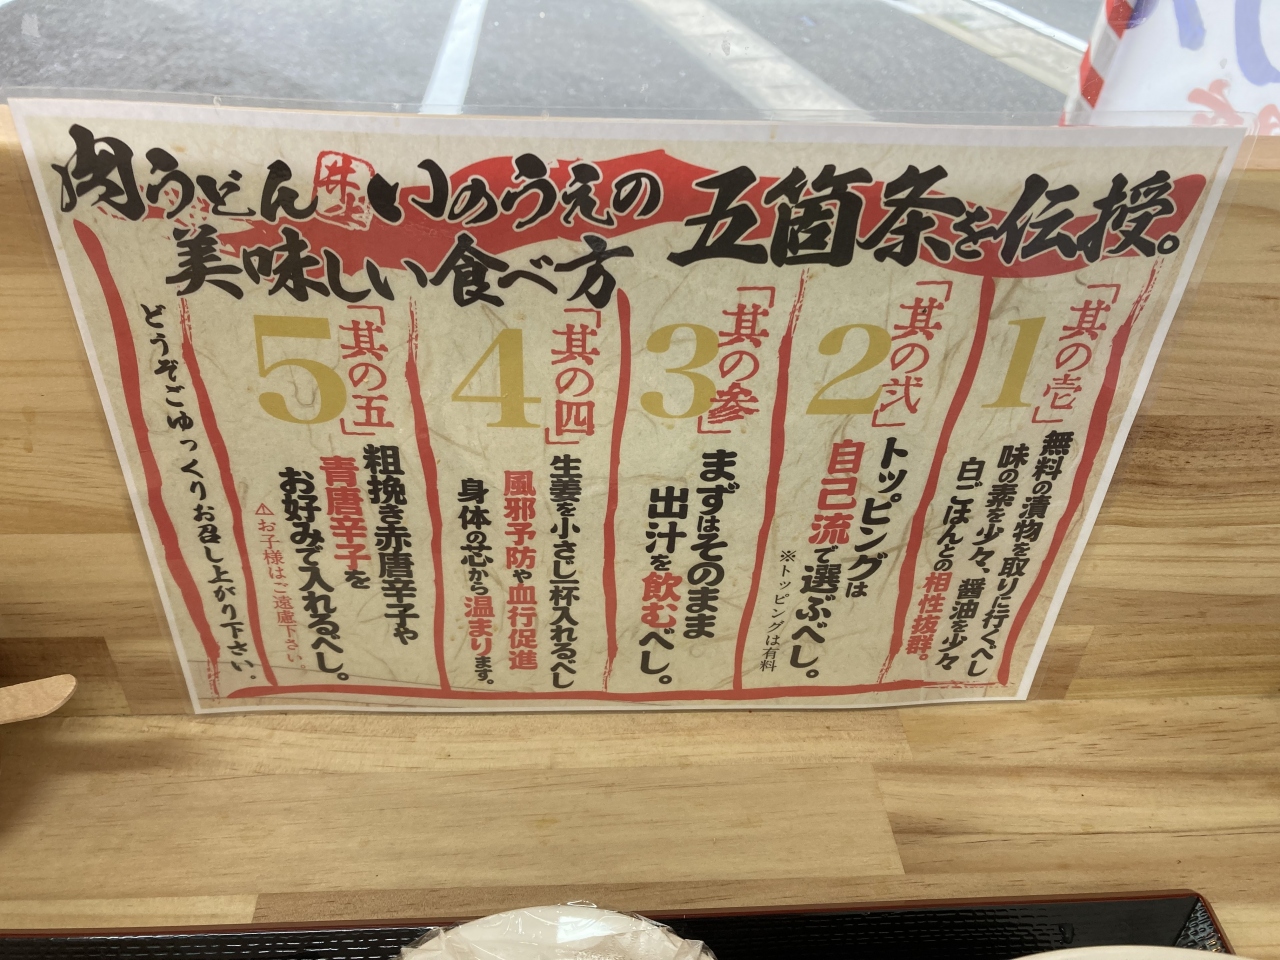 肉うどん いのうえの
美味しい食べ方
五箇条を伝授。
「其の壱」
1
無料の漬物を取りに行くべし
味の素を少々、醤油を少々
白ごはんとの相性抜群。
「其の弐」
2
トッピングは
自己流で選ぶべし。
※トッピングは有料
「其の参」
3
まずはそのまま
出汁を飲むべし。
「其の四」
4
生姜を小さじ一杯入れるべし
風邪予防や血行促進
身体の芯から温まります。
「其の五」
5
粗挽き赤唐辛子や
青唐辛子を
お好みで入れるべし。
⚠お子様はご遠慮下さい。
どうぞごゆっくりお召し上がり下さい。